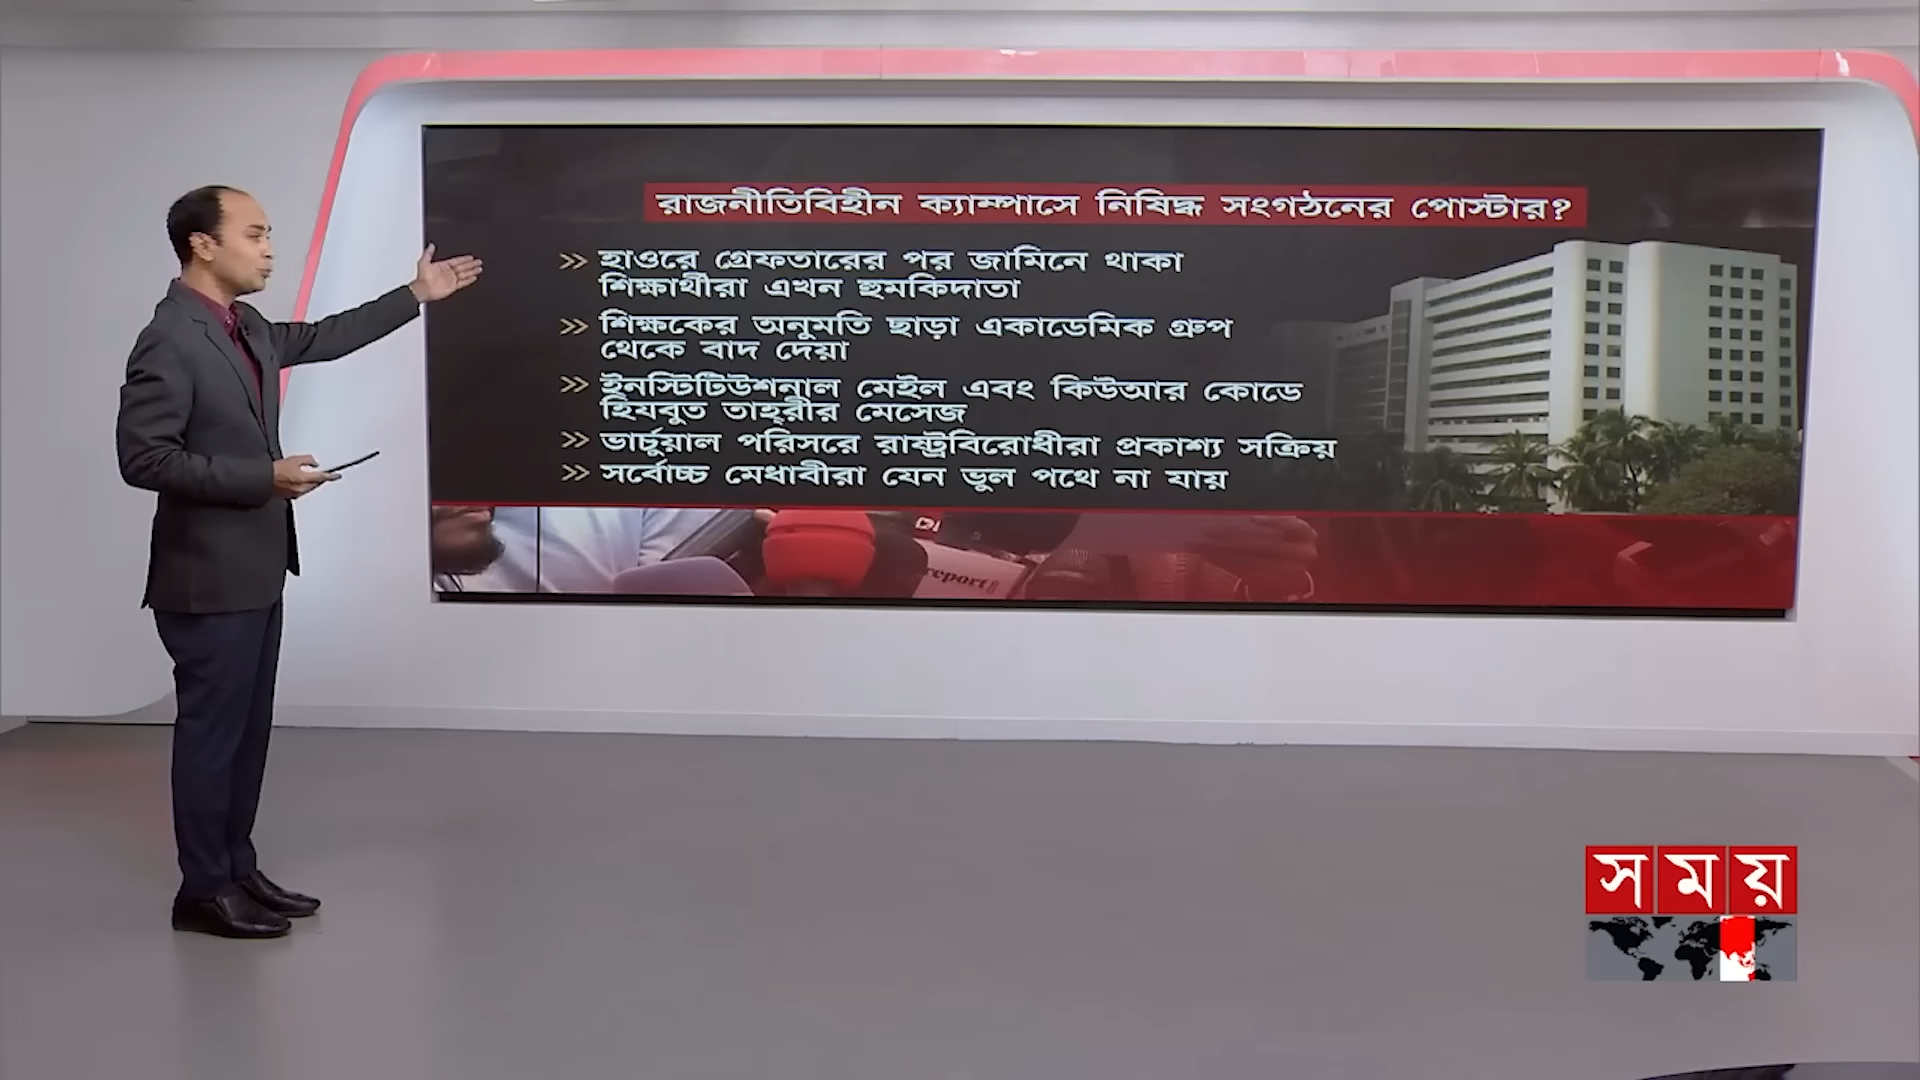 রাজনীতিবিহীন ক্যাম্পাসে নিষিদ্ধ সংগঠনের পোস্টার?
>> হাওরে গ্রেফতারের পর জামিনে থাকা
শিক্ষার্থীরা এখন হুমকিদাতা
>> শিক্ষকের অনুমতি ছাড়া একাডেমিক গ্রুপ
থেকে বাদ দেয়া
>> ইনস্টিটিউশনাল মেইল এবং কিউআর কোডে
হিযবুত তাহ্‌রীর মেসেজ
>> ভার্চুয়াল পরিসরে রাষ্ট্রবিরোধীরা প্রকাশ্য সক্রিয়
>> সর্বোচ্চ মেধাবীরা যেন ভুল পথে না যায়
report
সময়